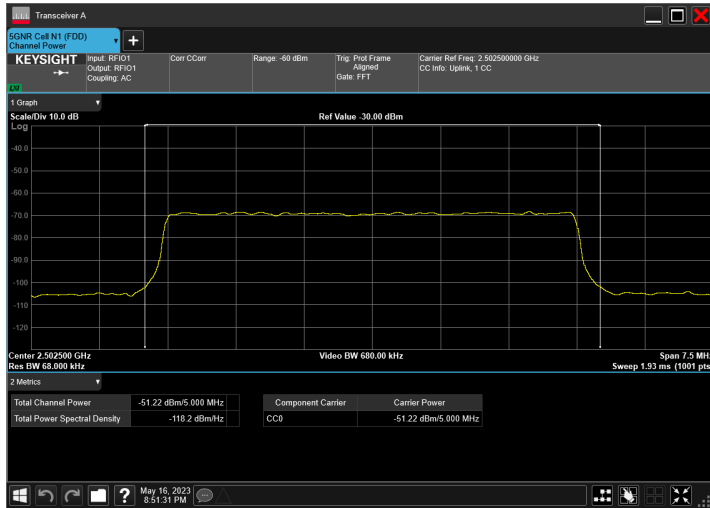 Transceiver A
5GNR Cell N1 (FDD)
Channel Power
KEYSIGHT
LXI
Input: RFIO1
Output: RFIO1
Coupling: AC
Corr CCorr
Range: -60 dBm
Trig: Prot Frame
Aligned
Gate: FFT
Carrier Ref Freq: 2.502500000 GHz
CC Info: Uplink, 1 CC
1 Graph
Scale/Div 10.0 dB
Ref Value -30.00 dBm
Log
-40.0
-50.0
-60.0
-70.0
-80.0
-90.0
-100
-110
-120
Center 2.502500 GHz
Video BW 680.00 kHz
Span 7.5 MH
Res BW 68.000 kHz
Sweep 1.93 ms (1001 pts
2 Metrics
Total Channel Power -51.22 dBm/5.000 MHz
Total Power Spectral Density -118.2 dBm/Hz
Component Carrier Carrier Power
CC0 -51.22 dBm/5.000 MHz
?
May 16, 2023
8:51:31 PM